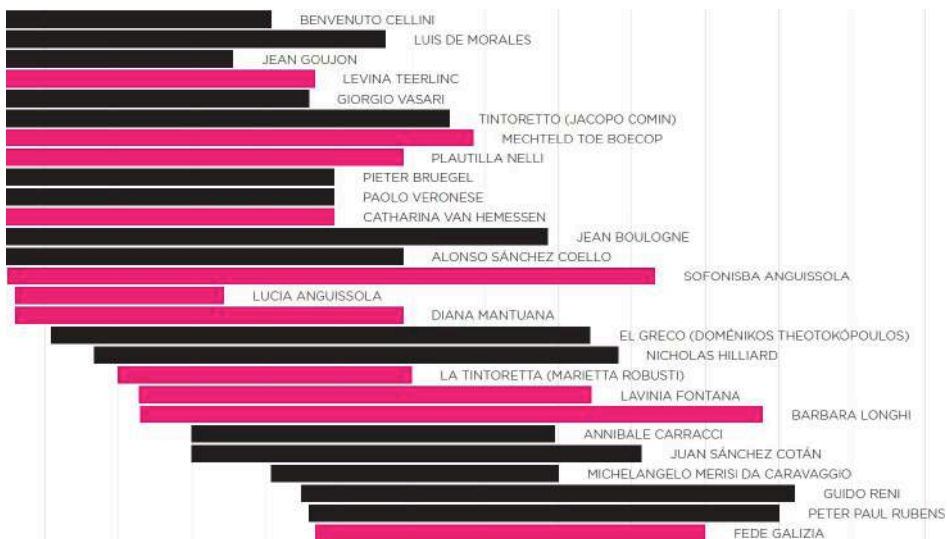 BENVENUTO CELLINI
LUIS DE MORALES
JEAN GOUJON
LEVINA TEERLINC
GIORGIO VASARI
TINTORETTO (JACOPO COMIN)
MECHTELD TOE BOECOP
PLAUTILLA NELLI
PIETER BRUEGEL
PAOLO VERONESE
CATHARINA VAN HEMESSEN
JEAN BOULOGNE
ALONSO SÁNCHEZ COELLO
SOFONISBA ANGUISSOLA
LUCIA ANGUISSOLA
DIANA MANTUANA
EL GRECO (DOMÉNIKOS THEOTOKÓPOULOS)
NICHOLAS HILLIARD
LA TINTORETTA (MARIETTA ROBUSTI)
LAVINIA FONTANA
BARBARA LONGHI
ANNIBALE CARRACCI
JUAN SÁNCHEZ COTÁN
MICHELANGELO MERISI DA CARAVAGGIO
GUIDO RENI
PETER PAUL RUBENS
FEDE GALIZIA